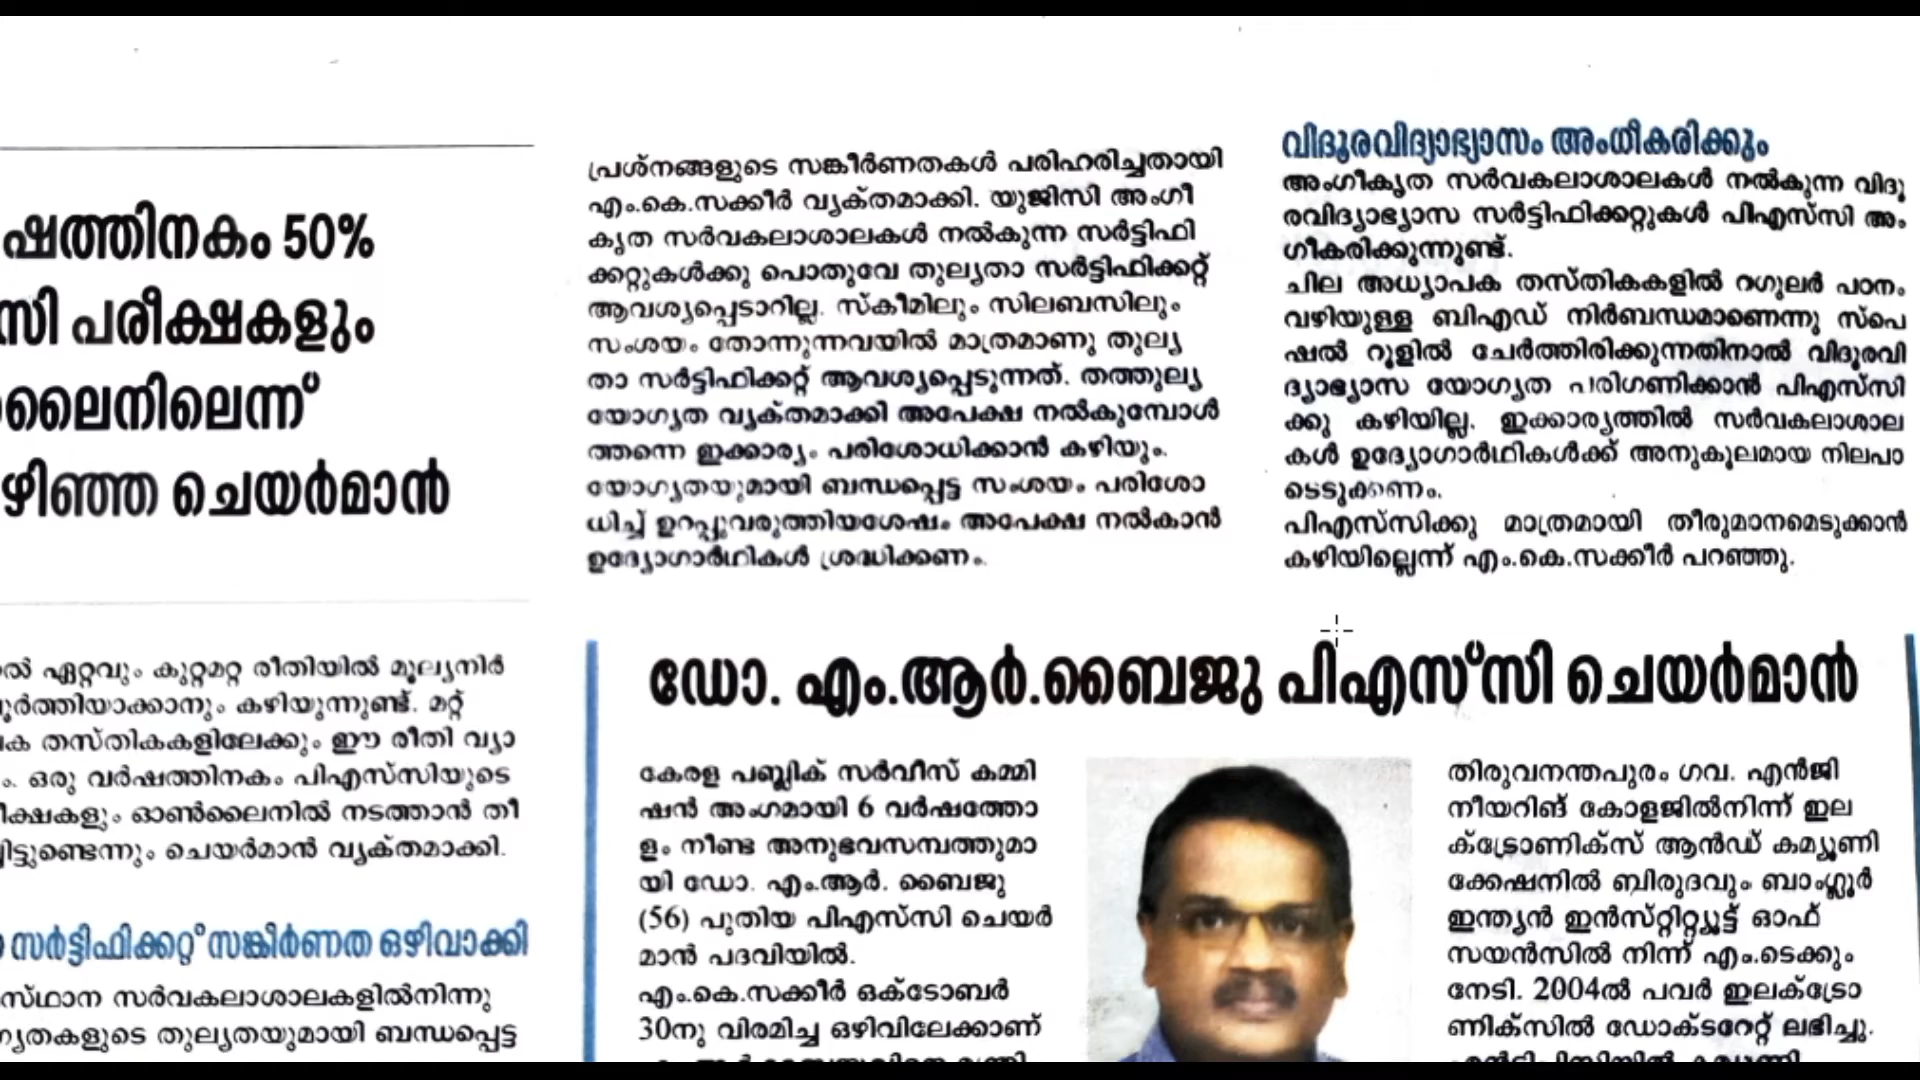 ഷത്തിനകം 50%
സി പരീക്ഷകളും
ലൈനിലെന്ന്
ഴിഞ്ഞ ചെയർമാൻ
ൽ ഏറ്റവും കുറ്റമറ്റ രീതിയിൽ മൂല്യനിർ
ൂർത്തിയാക്കാനും കഴിയുന്നുണ്ട്. മറ്റ്
ക തസ്തികകളിലേക്കും ഈ രീതി വ്യാ
ം. ഒരു വർഷത്തിനകം പിഎസ്‌സിയുടെ
ീക്ഷകളും ഓൺലൈനിൽ നടത്താൻ തീ
ിട്ടുണ്ടെന്നും ചെയർമാൻ വ്യക്തമാക്കി.
സർട്ടിഫിക്കറ്റ് സങ്കീർണത ഒഴിവാക്കി
സ്ഥാന സർവകലാശാലകളിൽനിന്നു
ഗ്യതകളുടെ തുല്യതയുമായി ബന്ധപ്പെട്ട
പ്രശ്നങ്ങളുടെ സങ്കീർണതകൾ പരിഹരിച്ചതായി
എം.കെ.സക്കീർ വ്യക്തമാക്കി. യുജിസി അംഗീ
കൃത സർവകലാശാലകൾ നൽകുന്ന സർട്ടിഫി
ക്കറ്റുകൾക്കു പൊതുവേ തുല്യതാ സർട്ടിഫിക്കറ്റ്
ആവശ്യപ്പെടാറില്ല. സ്കീമിലും സിലബസിലും
സംശയം തോന്നുന്നവയിൽ മാത്രമാണു തുല്യ
താ സർട്ടിഫിക്കറ്റ് ആവശ്യപ്പെടുന്നത്. തത്തുല്യ
യോഗ്യത വ്യക്തമാക്കി അപേക്ഷ നൽകുമ്പോൾ
ത്തന്നെ ഇക്കാര്യം പരിശോധിക്കാൻ കഴിയും.
യോഗ്യതയുമായി ബന്ധപ്പെട്ട സംശയം പരിശോ
ധിച്ച് ഉറപ്പുവരുത്തിയശേഷം അപേക്ഷ നൽകാൻ
ഉദ്യോഗാർഥികൾ ശ്രദ്ധിക്കണം.
വിദൂരവിദ്യാഭ്യാസം അംഗീകരിക്കും
അംഗീകൃത സർവകലാശാലകൾ നൽകുന്ന വിദൂ
രവിദ്യാഭ്യാസ സർട്ടിഫിക്കറ്റുകൾ പിഎസ്‌സി അം
ഗീകരിക്കുന്നുണ്ട്.
ചില അധ്യാപക തസ്തികകളിൽ റഗുലർ പഠനം
വഴിയുള്ള ബിഎഡ് നിർബന്ധമാണെന്നു സ്പെ
ഷൽ റൂളിൽ ചേർത്തിരിക്കുന്നതിനാൽ വിദൂരവി
ദ്യാഭ്യാസ യോഗ്യത പരിഗണിക്കാൻ പിഎസ്‌സി
ക്കു കഴിയില്ല. ഇക്കാര്യത്തിൽ സർവകലാശാല
കൾ ഉദ്യോഗാർഥികൾക്ക് അനുകൂലമായ നിലപാ
ടെടുക്കണം.
പിഎസ്‌സിക്കു മാത്രമായി തീരുമാനമെടുക്കാൻ
കഴിയില്ലെന്ന് എം.കെ.സക്കീർ പറഞ്ഞു.
ഡോ. എം.ആർ.ബൈജു പിഎസ്‌സി ചെയർമാൻ
കേരള പബ്ലിക് സർവീസ് കമ്മി
ഷൻ അംഗമായി 6 വർഷത്തോ
ളം നീണ്ട അനുഭവസമ്പത്തുമാ
യി ഡോ. എം.ആർ. ബൈജു
(56) പുതിയ പിഎസ്‌സി ചെയർ
മാൻ പദവിയിൽ.
എം.കെ.സക്കീർ ഒക്ടോബർ
30നു വിരമിച്ച ഒഴിവിലേക്കാണ്
തിരുവനന്തപുരം ഗവ. എൻജി
നീയറിങ് കോളജിൽനിന്ന് ഇല
ക്ട്രോണിക്സ് ആൻഡ് കമ്യൂണി
ക്കേഷനിൽ ബിരുദവും ബാംഗ്ലൂർ
ഇന്ത്യൻ ഇൻസ്റ്റിറ്റ്യൂട്ട് ഓഫ്
സയൻസിൽ നിന്ന് എം.ടെക്കും
നേടി. 2004ൽ പവർ ഇലക്ട്രോ
ണിക്സിൽ ഡോക്ടറേറ്റ് ലഭിച്ചു.